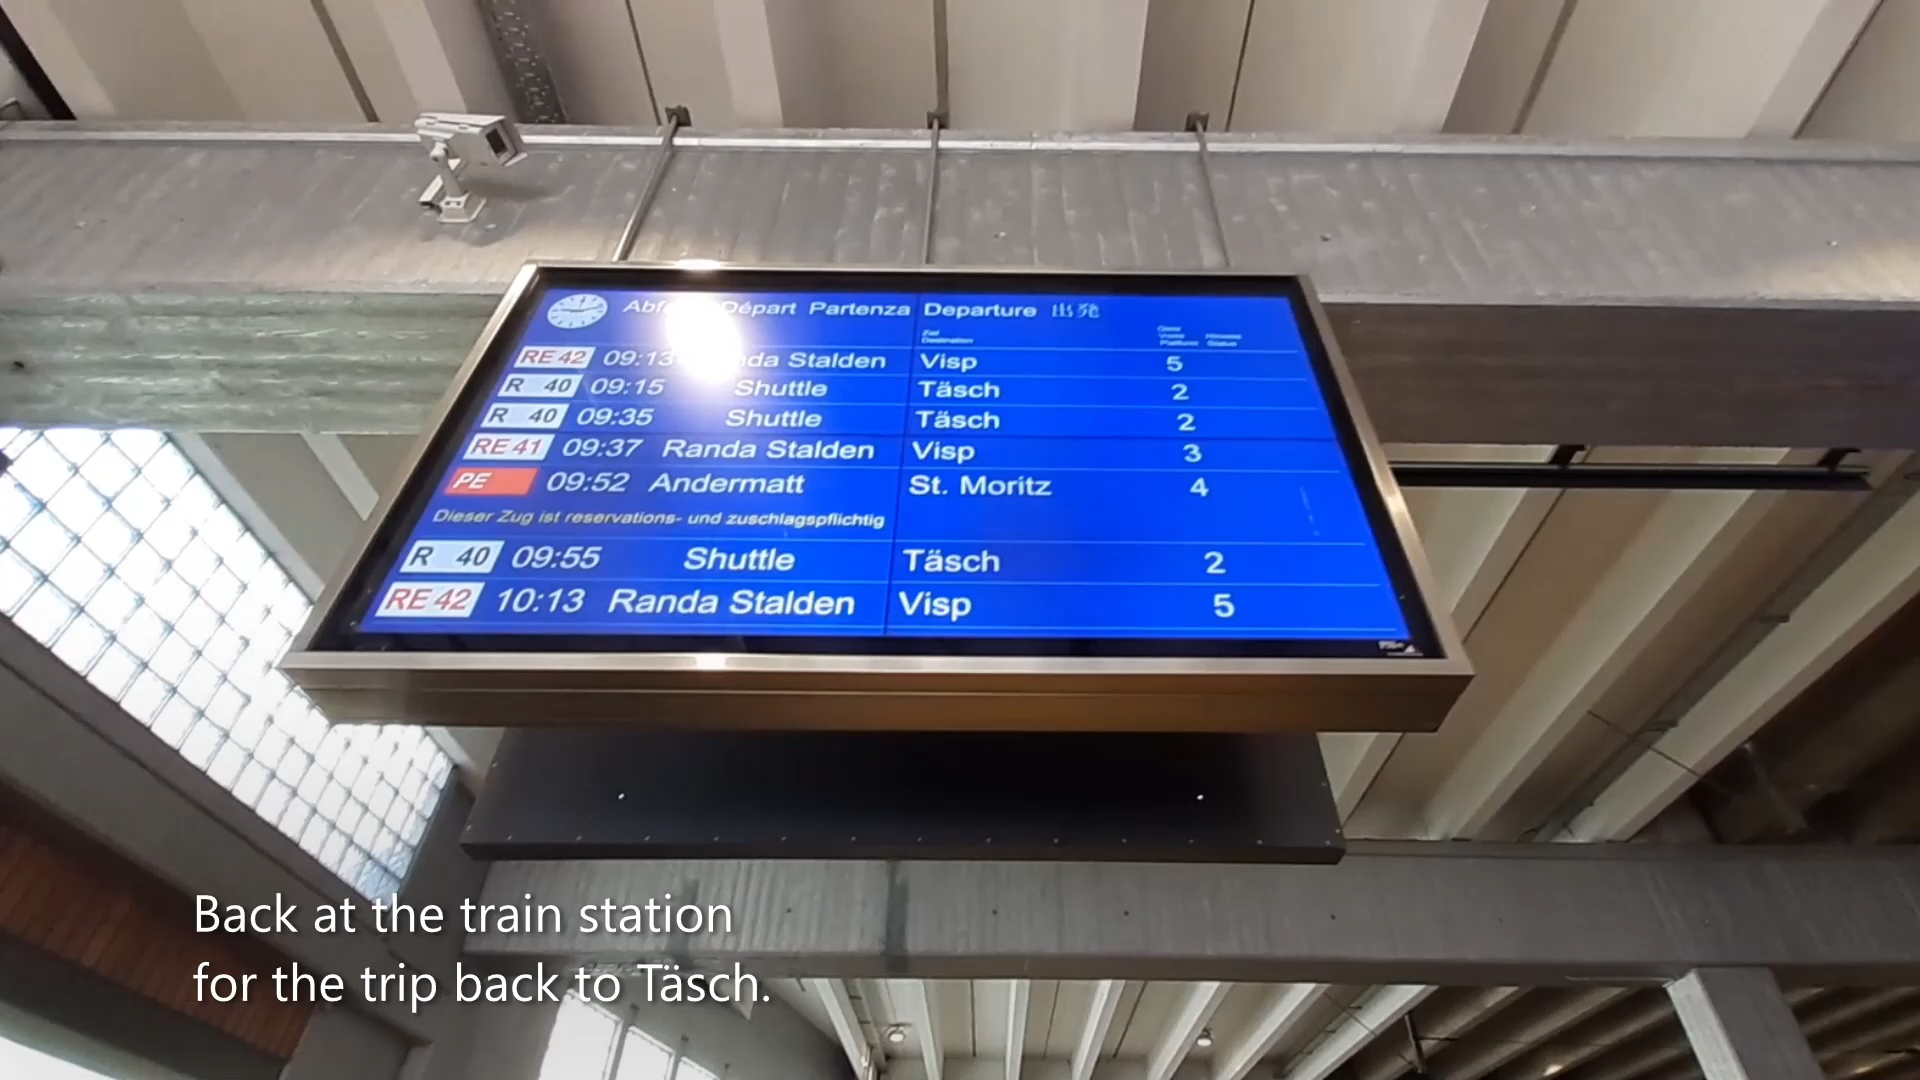 Départ Partenza Departure 出発
Ziel
Destination
RE 42 09:13 Stalden Visp 5
R 40 09:15 Shuttle Täsch 2
R 40 09:35 Shuttle Täsch 2
RE 41 09:37 Randa Stalden Visp 3
PE 09:52 Andermatt St. Moritz 4
Dieser Zug ist reservations- und zuschlagspflichtig
R 40 09:55 Shuttle Täsch 2
RE 42 10:13 Randa Stalden Visp 5
Back at the train station
for the trip back to Täsch.